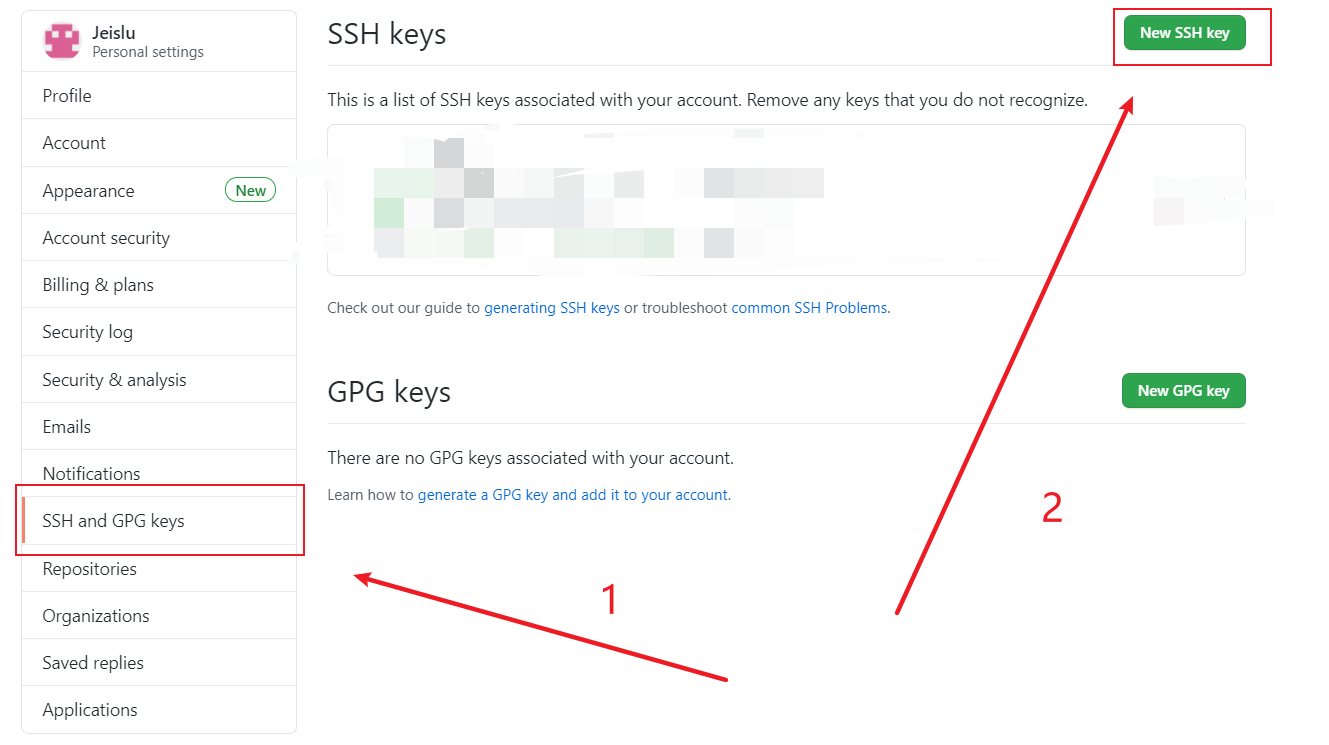 Jeislu
Personal settings
Profile
Account
Appearance New
Account security
Billing & plans
Security log
Security & analysis
Emails
Notifications
SSH and GPG keys
Repositories
Organizations
Saved replies
Applications
SSH keys
New SSH key
This is a list of SSH keys associated with your account. Remove any keys that you do not recognize.
Check out our guide to generating SSH keys or troubleshoot common SSH Problems.
GPG keys
New GPG key
There are no GPG keys associated with your account.
Learn how to generate a GPG key and add it to your account.
1
2